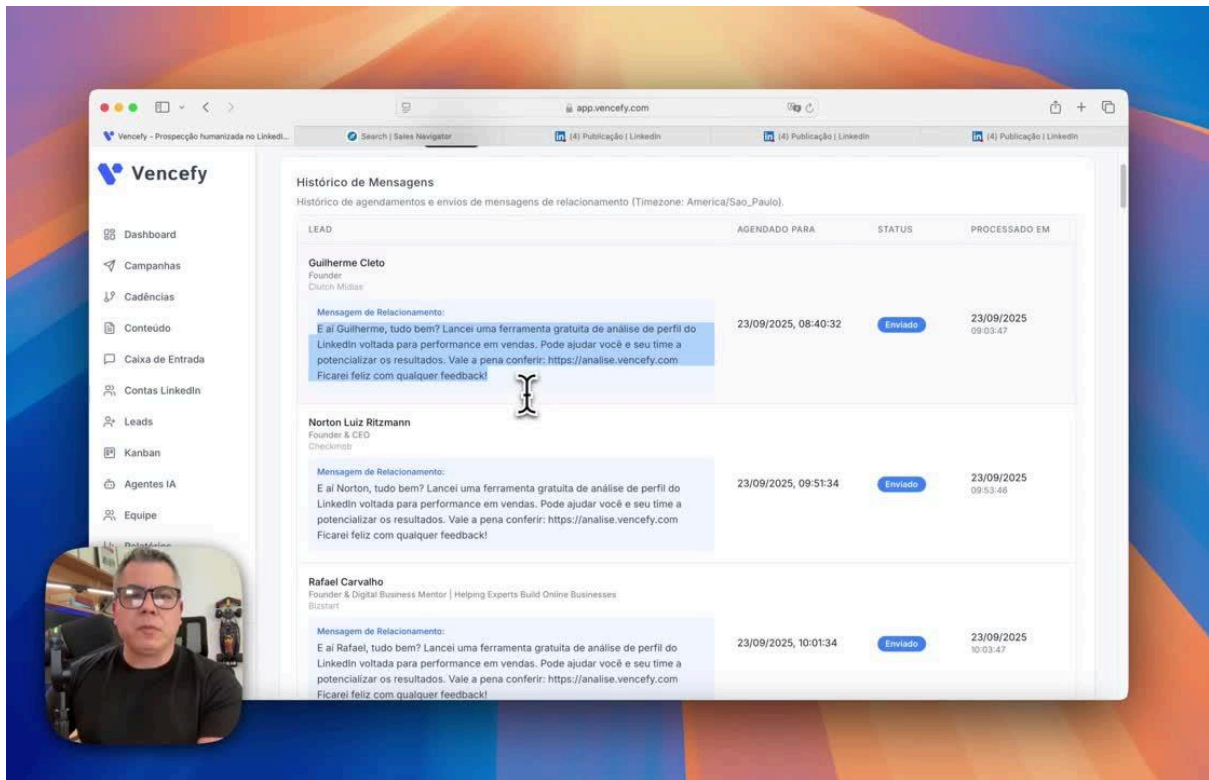 app.vencefy.com
Vencefy - Prospecção humanizada no LinkedI...
Search | Sales Navigator
(4) Publicação | LinkedIn
(4) Publicação | LinkedIn
(4) Publicação | LinkedIn
Vencefy
Dashboard
Campanhas
Cadências
Conteúdo
Caixa de Entrada
Contas LinkedIn
Leads
Kanban
Agentes IA
Equipe
Relatórios
Histórico de Mensagens
Histórico de agendamentos e envios de mensagens de relacionamento (Timezone: America/Sao_Paulo).
LEAD AGENDADO PARA STATUS PROCESSADO EM
Guilherme Cleto
Founder
Clutch Mídias
Mensagem de Relacionamento:
E aí Guilherme, tudo bem? Lancei uma ferramenta gratuita de análise de perfil do
LinkedIn voltada para performance em vendas. Pode ajudar você e seu time a
potencializar os resultados. Vale a pena conferir: https://analise.vencefy.com
Ficarei feliz com qualquer feedback!
23/09/2025, 08:40:32
Enviado
23/09/2025
09:03:47
Norton Luiz Ritzmann
Founder & CEO
Checkmob
Mensagem de Relacionamento:
E aí Norton, tudo bem? Lancei uma ferramenta gratuita de análise de perfil do
LinkedIn voltada para performance em vendas. Pode ajudar você e seu time a
potencializar os resultados. Vale a pena conferir: https://analise.vencefy.com
Ficarei feliz com qualquer feedback!
23/09/2025, 09:51:34
Enviado
23/09/2025
09:53:46
Rafael Carvalho
Founder & Digital Business Mentor | Helping Experts Build Online Businesses
Bizstart
Mensagem de Relacionamento:
E aí Rafael, tudo bem? Lancei uma ferramenta gratuita de análise de perfil do
LinkedIn voltada para performance em vendas. Pode ajudar você e seu time a
potencializar os resultados. Vale a pena conferir: https://analise.vencefy.com
Ficarei feliz com qualquer feedback!
23/09/2025, 10:01:34
Enviado
23/09/2025
10:03:47